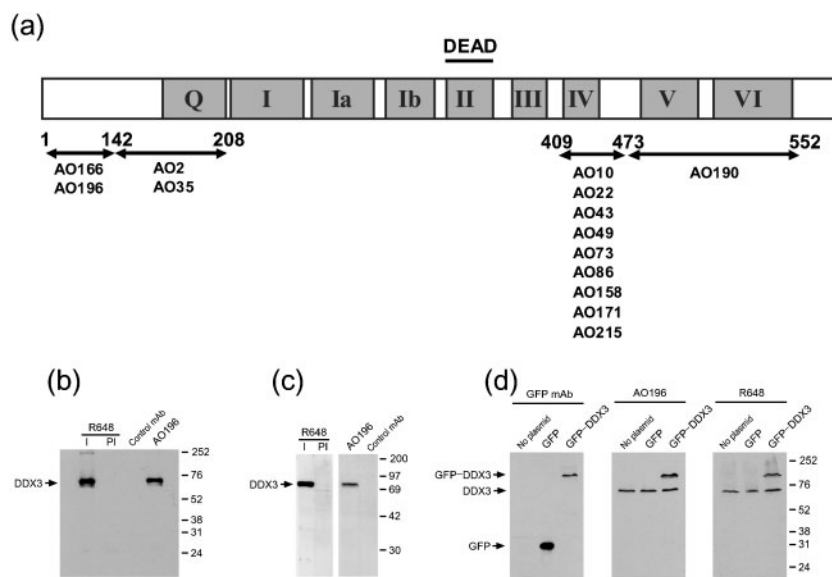 (a)
DEAD
Q I Ia Ib II III IV V VI
1 142 208 409 473 552
AO166 AO2 AO10 AO190
AO196 AO35 AO22
AO43
AO49
AO73
AO86
AO158
AO171
AO215
(b)
R648
I PI Control mAb AO196
DDX3
252
76
52
38
31
24
(c)
R648
I PI AO196 Control mAb
DDX3
200
97
69
42
30
(d)
GFP mAb AO196 R648
No plasmid GFP GFP–DDX3 No plasmid GFP GFP–DDX3 No plasmid GFP GFP–DDX3
GFP–DDX3
DDX3
GFP
252
76
52
38
31
24